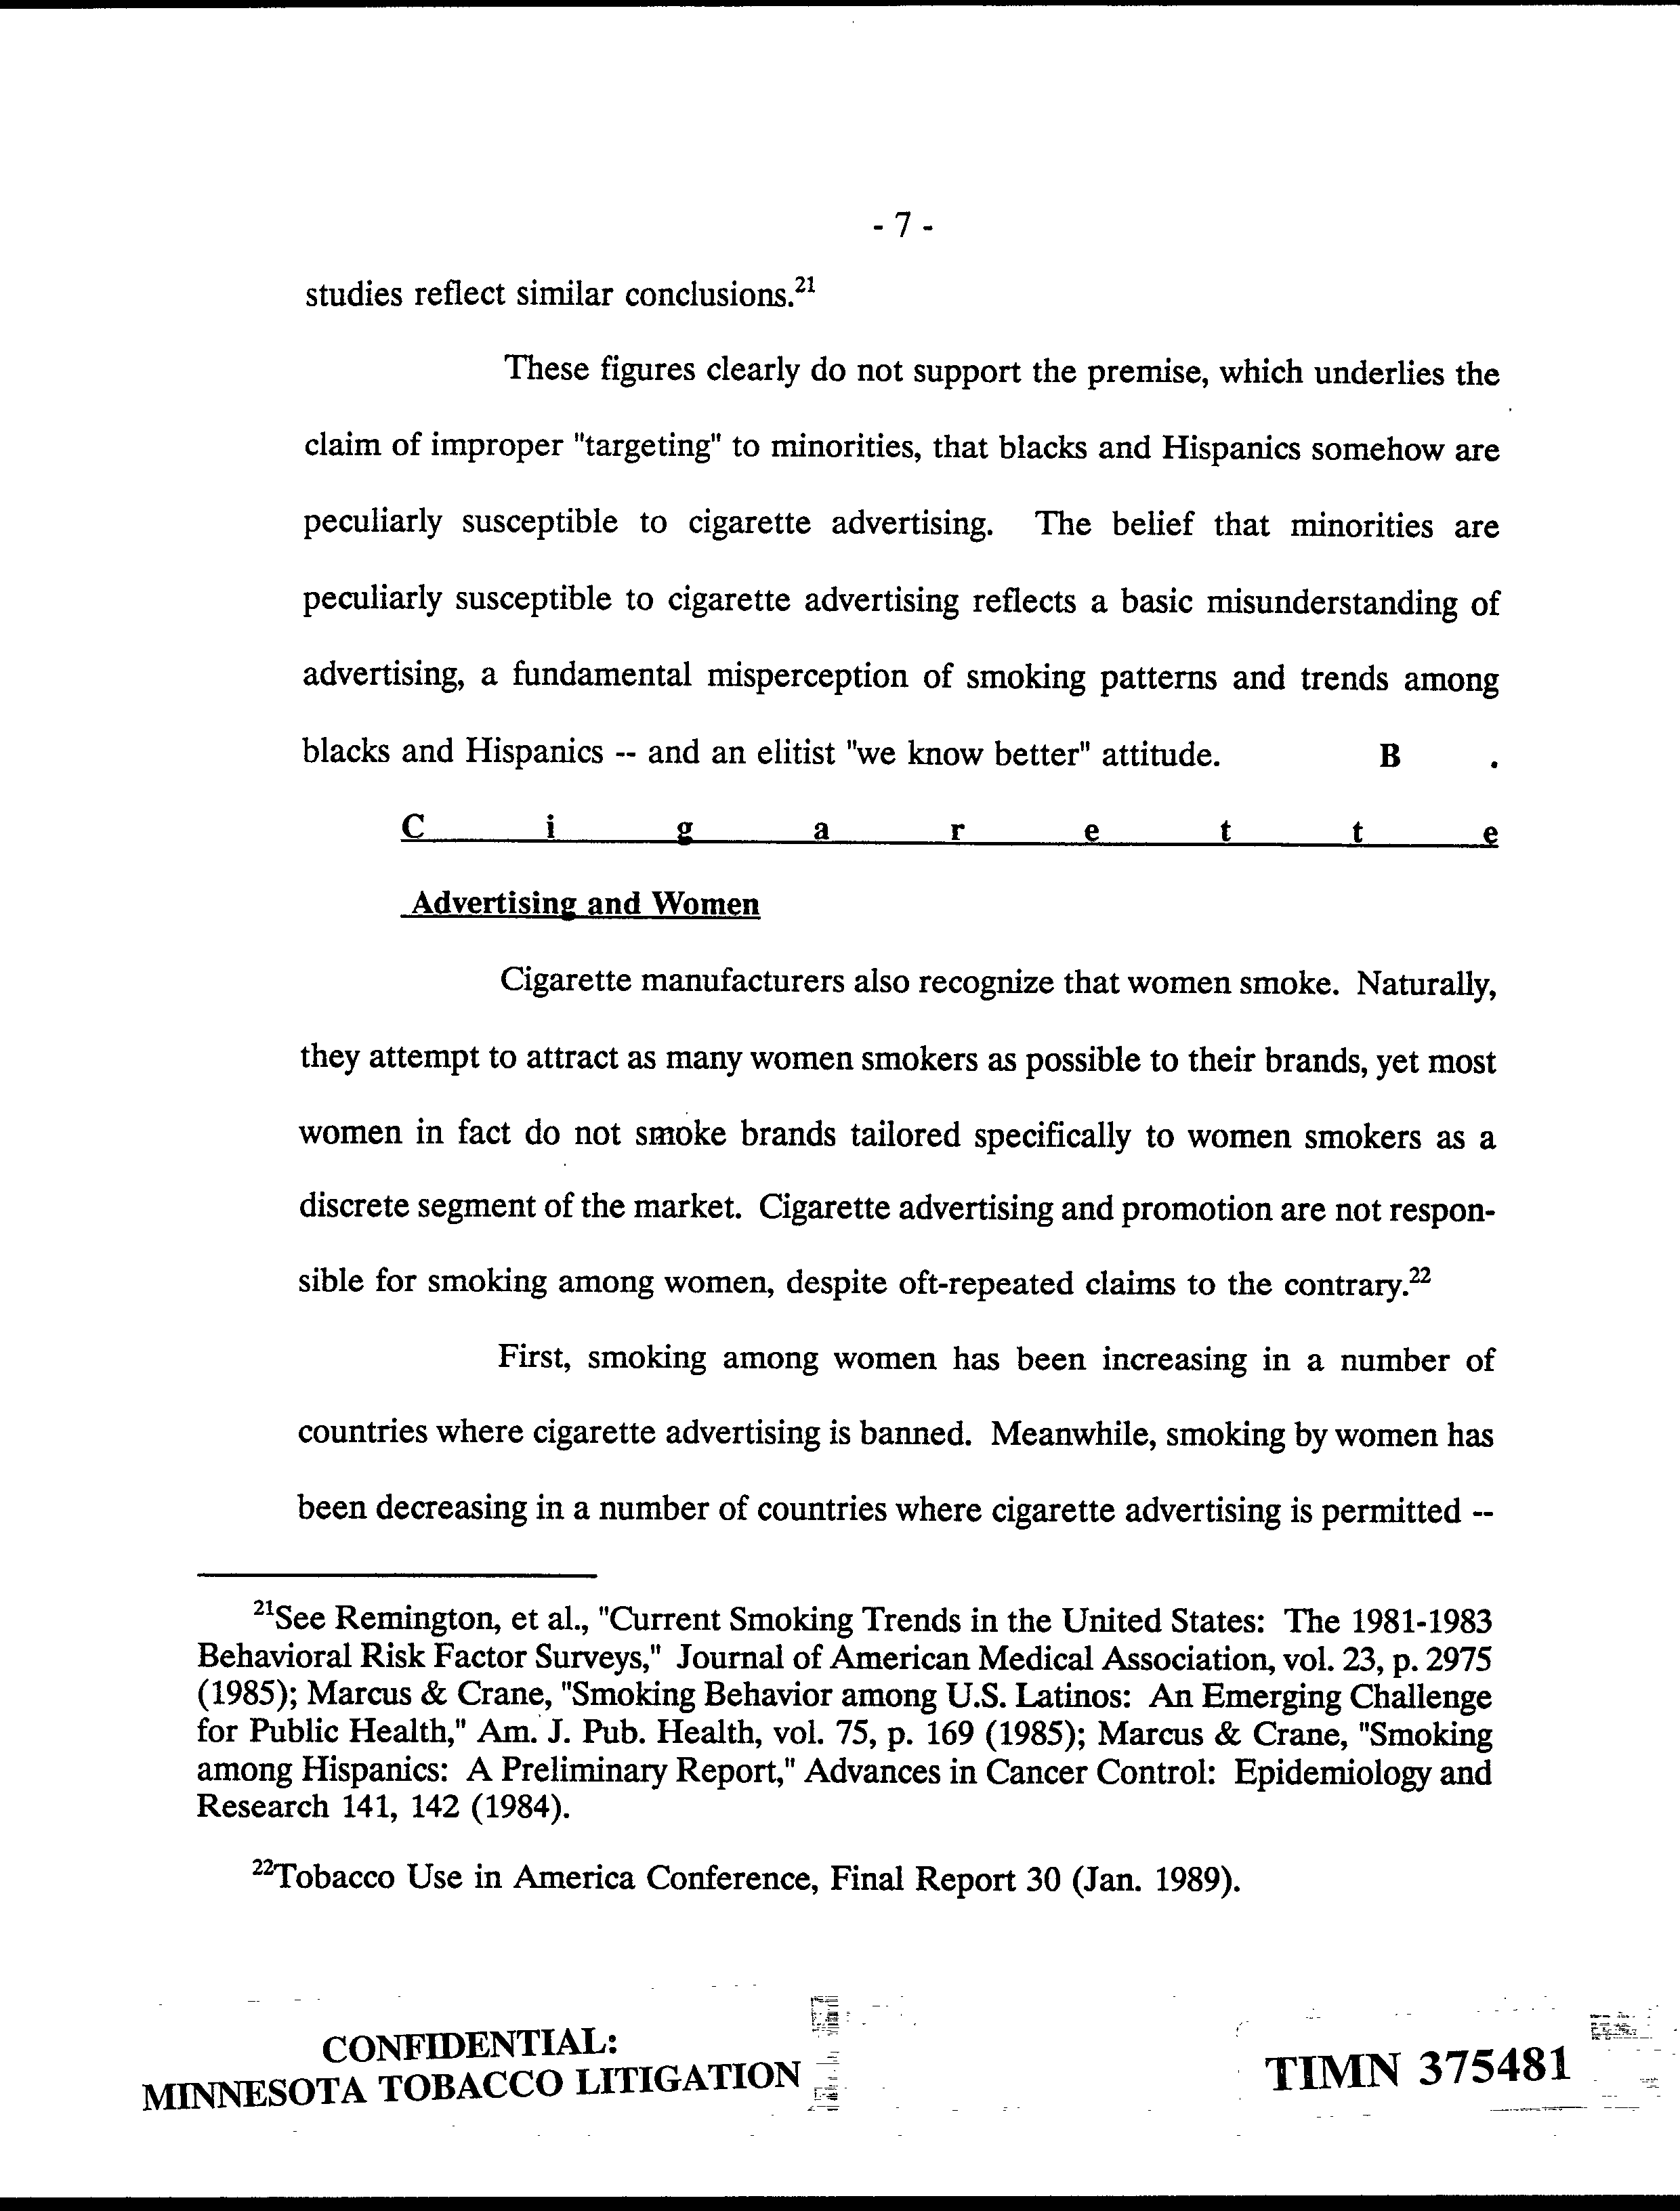 - 7 -
studies reflect similar conclusions.21
These figures clearly do not support the premise, which underlies the
claim of improper "targeting" to minorities, that blacks and Hispanics somehow are
peculiarly susceptible to cigarette advertising. The belief that minorities are
peculiarly susceptible to cigarette advertising reflects a basic misunderstanding of
advertising, a fundamental misperception of smoking patterns and trends among
blacks and Hispanics -- and an elitist "we know better" attitude. B .
C i g a r e t t e
Advertising and Women
Cigarette manufacturers also recognize that women smoke. Naturally,
they attempt to attract as many women smokers as possible to their brands, yet most
women in fact do not smoke brands tailored specifically to women smokers as a
discrete segment of the market. Cigarette advertising and promotion are not respon-
sible for smoking among women, despite oft-repeated claims to the contrary.22
First, smoking among women has been increasing in a number of
countries where cigarette advertising is banned. Meanwhile, smoking by women has
been decreasing in a number of countries where cigarette advertising is permitted --
21See Remington, et al., "Current Smoking Trends in the United States: The 1981-1983
Behavioral Risk Factor Surveys," Journal of American Medical Association, vol. 23, p. 2975
(1985); Marcus & Crane, "Smoking Behavior among U.S. Latinos: An Emerging Challenge
for Public Health," Am. J. Pub. Health, vol. 75, p. 169 (1985); Marcus & Crane, "Smoking
among Hispanics: A Preliminary Report," Advances in Cancer Control: Epidemiology and
Research 141, 142 (1984).
22Tobacco Use in America Conference, Final Report 30 (Jan. 1989).
CONFIDENTIAL:
MINNESOTA TOBACCO LITIGATION
TIMN 375481